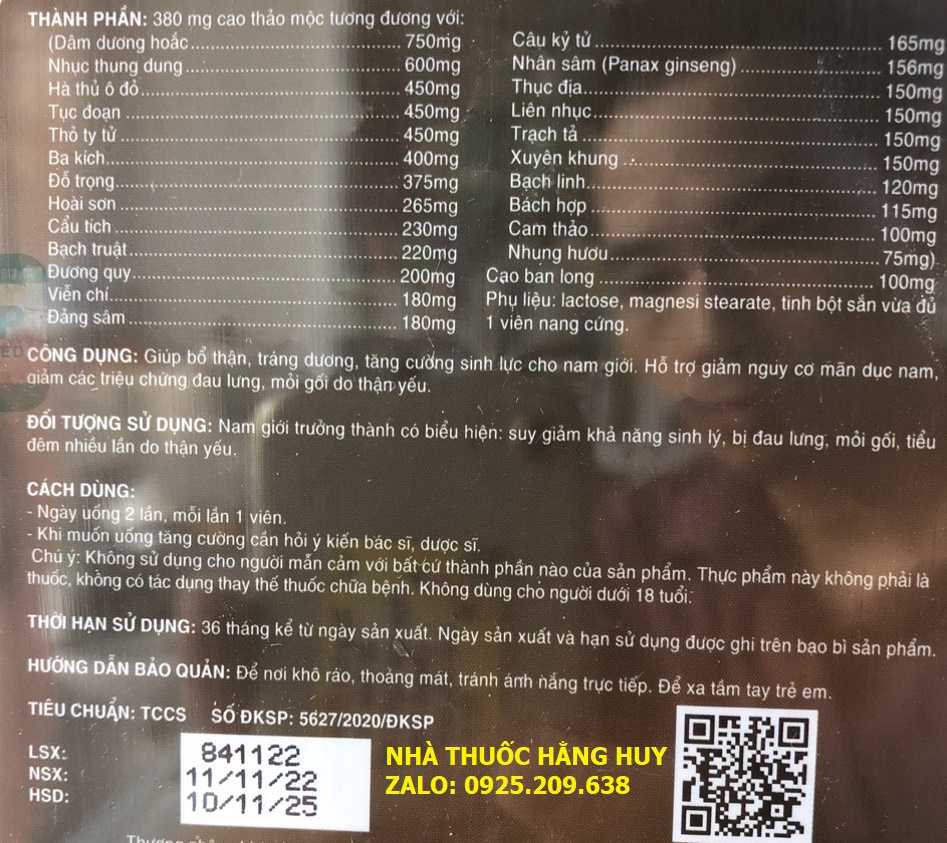 THÀNH PHẦN: 380 mg cao thảo mộc tương đương với:
(Dâm dương hoắc........................750mg
Nhục thung dung........................600mg
Hà thủ ô đỏ........................450mg
Tục đoạn........................450mg
Thỏ ty tử........................450mg
Ba kích........................400mg
Đỗ trọng........................375mg
Hoài sơn........................265mg
Cẩu tích........................230mg
Bạch truật........................220mg
Đương quy........................200mg
Viễn chí........................180mg
Đảng sâm........................180mg
Câu kỷ tử........................165mg
Nhân sâm (Panax ginseng)........................156mg
Thục địa........................150mg
Liên nhục........................150mg
Trạch tả........................150mg
Xuyên khung........................150mg
Bạch linh........................120mg
Bách hợp........................115mg
Cam thảo........................100mg
Nhung hươu........................75mg)
Cao ban long........................100mg
Phụ liệu: lactose, magnesi stearate, tinh bột sắn vừa đủ
1 viên nang cứng.
CÔNG DỤNG: Giúp bổ thận, tráng dương, tăng cường sinh lực cho nam giới. Hỗ trợ giảm nguy cơ mãn dục nam,
giảm các triệu chứng đau lưng, mỏi gối do thận yếu.
ĐỐI TƯỢNG SỬ DỤNG: Nam giới trưởng thành có biểu hiện: suy giảm khả năng sinh lý, bị đau lưng, mỏi gối, tiểu
đêm nhiều lần do thận yếu.
CÁCH DÙNG:
- Ngày uống 2 lần, mỗi lần 1 viên.
- Khi muốn uống tăng cường cần hỏi ý kiến bác sĩ, dược sĩ.
Chú ý: Không sử dụng cho người mẫn cảm với bất cứ thành phần nào của sản phẩm. Thực phẩm này không phải là
thuốc, không có tác dụng thay thế thuốc chữa bệnh. Không dùng cho người dưới 18 tuổi.
THỜI HẠN SỬ DỤNG: 36 tháng kể từ ngày sản xuất. Ngày sản xuất và hạn sử dụng được ghi trên bao bì sản phẩm.
HƯỚNG DẪN BẢO QUẢN: Để nơi khô ráo, thoáng mát, tránh ánh nắng trực tiếp. Để xa tầm tay trẻ em.
TIÊU CHUẨN: TCCS SỐ ĐKSP: 5627/2020/ĐKSP
LSX: 841122
NSX: 11/11/22
HSD: 10/11/25
NHÀ THUỐC HẰNG HUY
ZALO: 0925.209.638